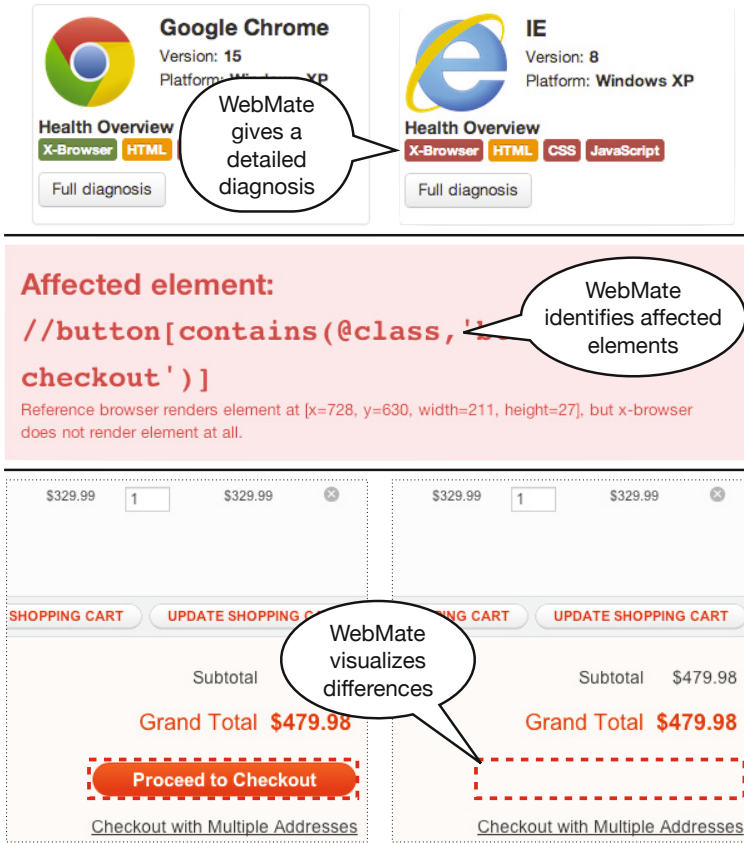 Google Chrome
Version: 15
Platform: Windows XP
Health Overview
X-Browser HTML
Full diagnosis
WebMate
gives a
detailed
diagnosis
IE
Version: 8
Platform: Windows XP
Health Overview
X-Browser HTML CSS JavaScript
Full diagnosis
Affected element:
//button[contains(@class,'
checkout')]
Reference browser renders element at [x=728, y=630, width=211, height=27], but x-browser
does not render element at all.
WebMate
identifies affected
elements
$329.99 1 $329.99
SHOPPING CART UPDATE SHOPPING
Subtotal
Grand Total $479.98
Proceed to Checkout
Checkout with Multiple Addresses
WebMate
visualizes
differences
$329.99 1 $329.99
CART UPDATE SHOPPING CART
Subtotal $479.98
Grand Total $479.98
Checkout with Multiple Addresses